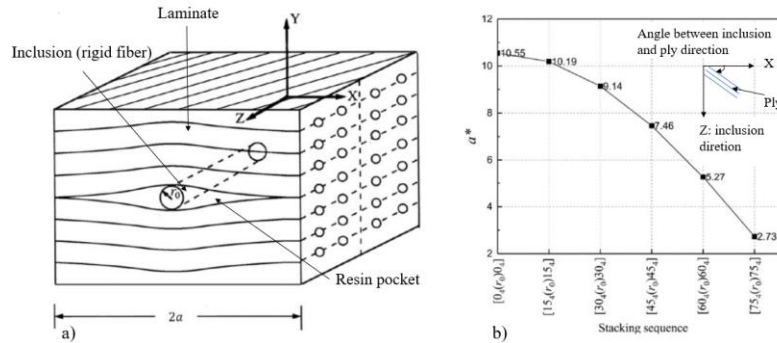 Laminate
Inclusion (rigid fiber)
Y
X
Z
r₀
Resin pocket
2a
a)
12
10
8
6
4
2
a*
10.55
10.19
9.14
7.46
5.27
2.73
Angle between inclusion
and ply direction
X
Ply
Z: inclusion
diretion
[0₄(r₀)0₄]
[15₄(r₀)15₄]
[30₄(r₀)30₄]
[45₄(r₀)45₄]
[60₄(r₀)60₄]
[75₄(r₀)75₄]
Stacking sequence
b)